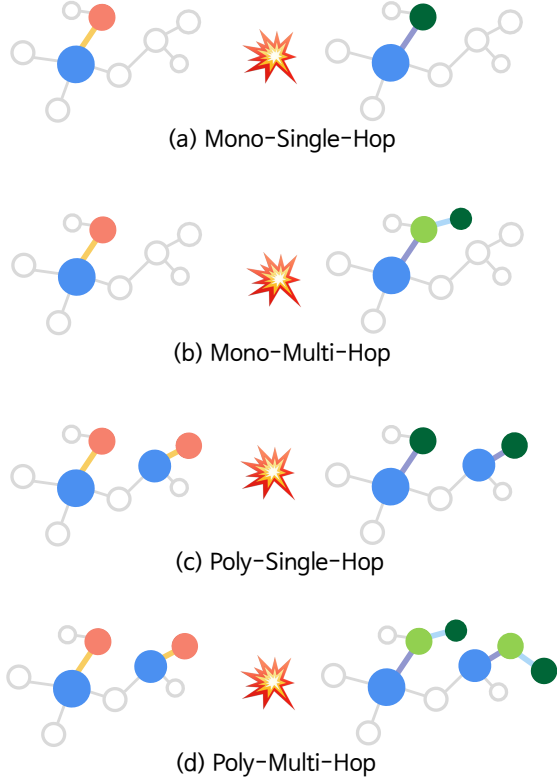 (a) Mono-Single-Hop
(b) Mono-Multi-Hop
(c) Poly-Single-Hop
(d) Poly-Multi-Hop